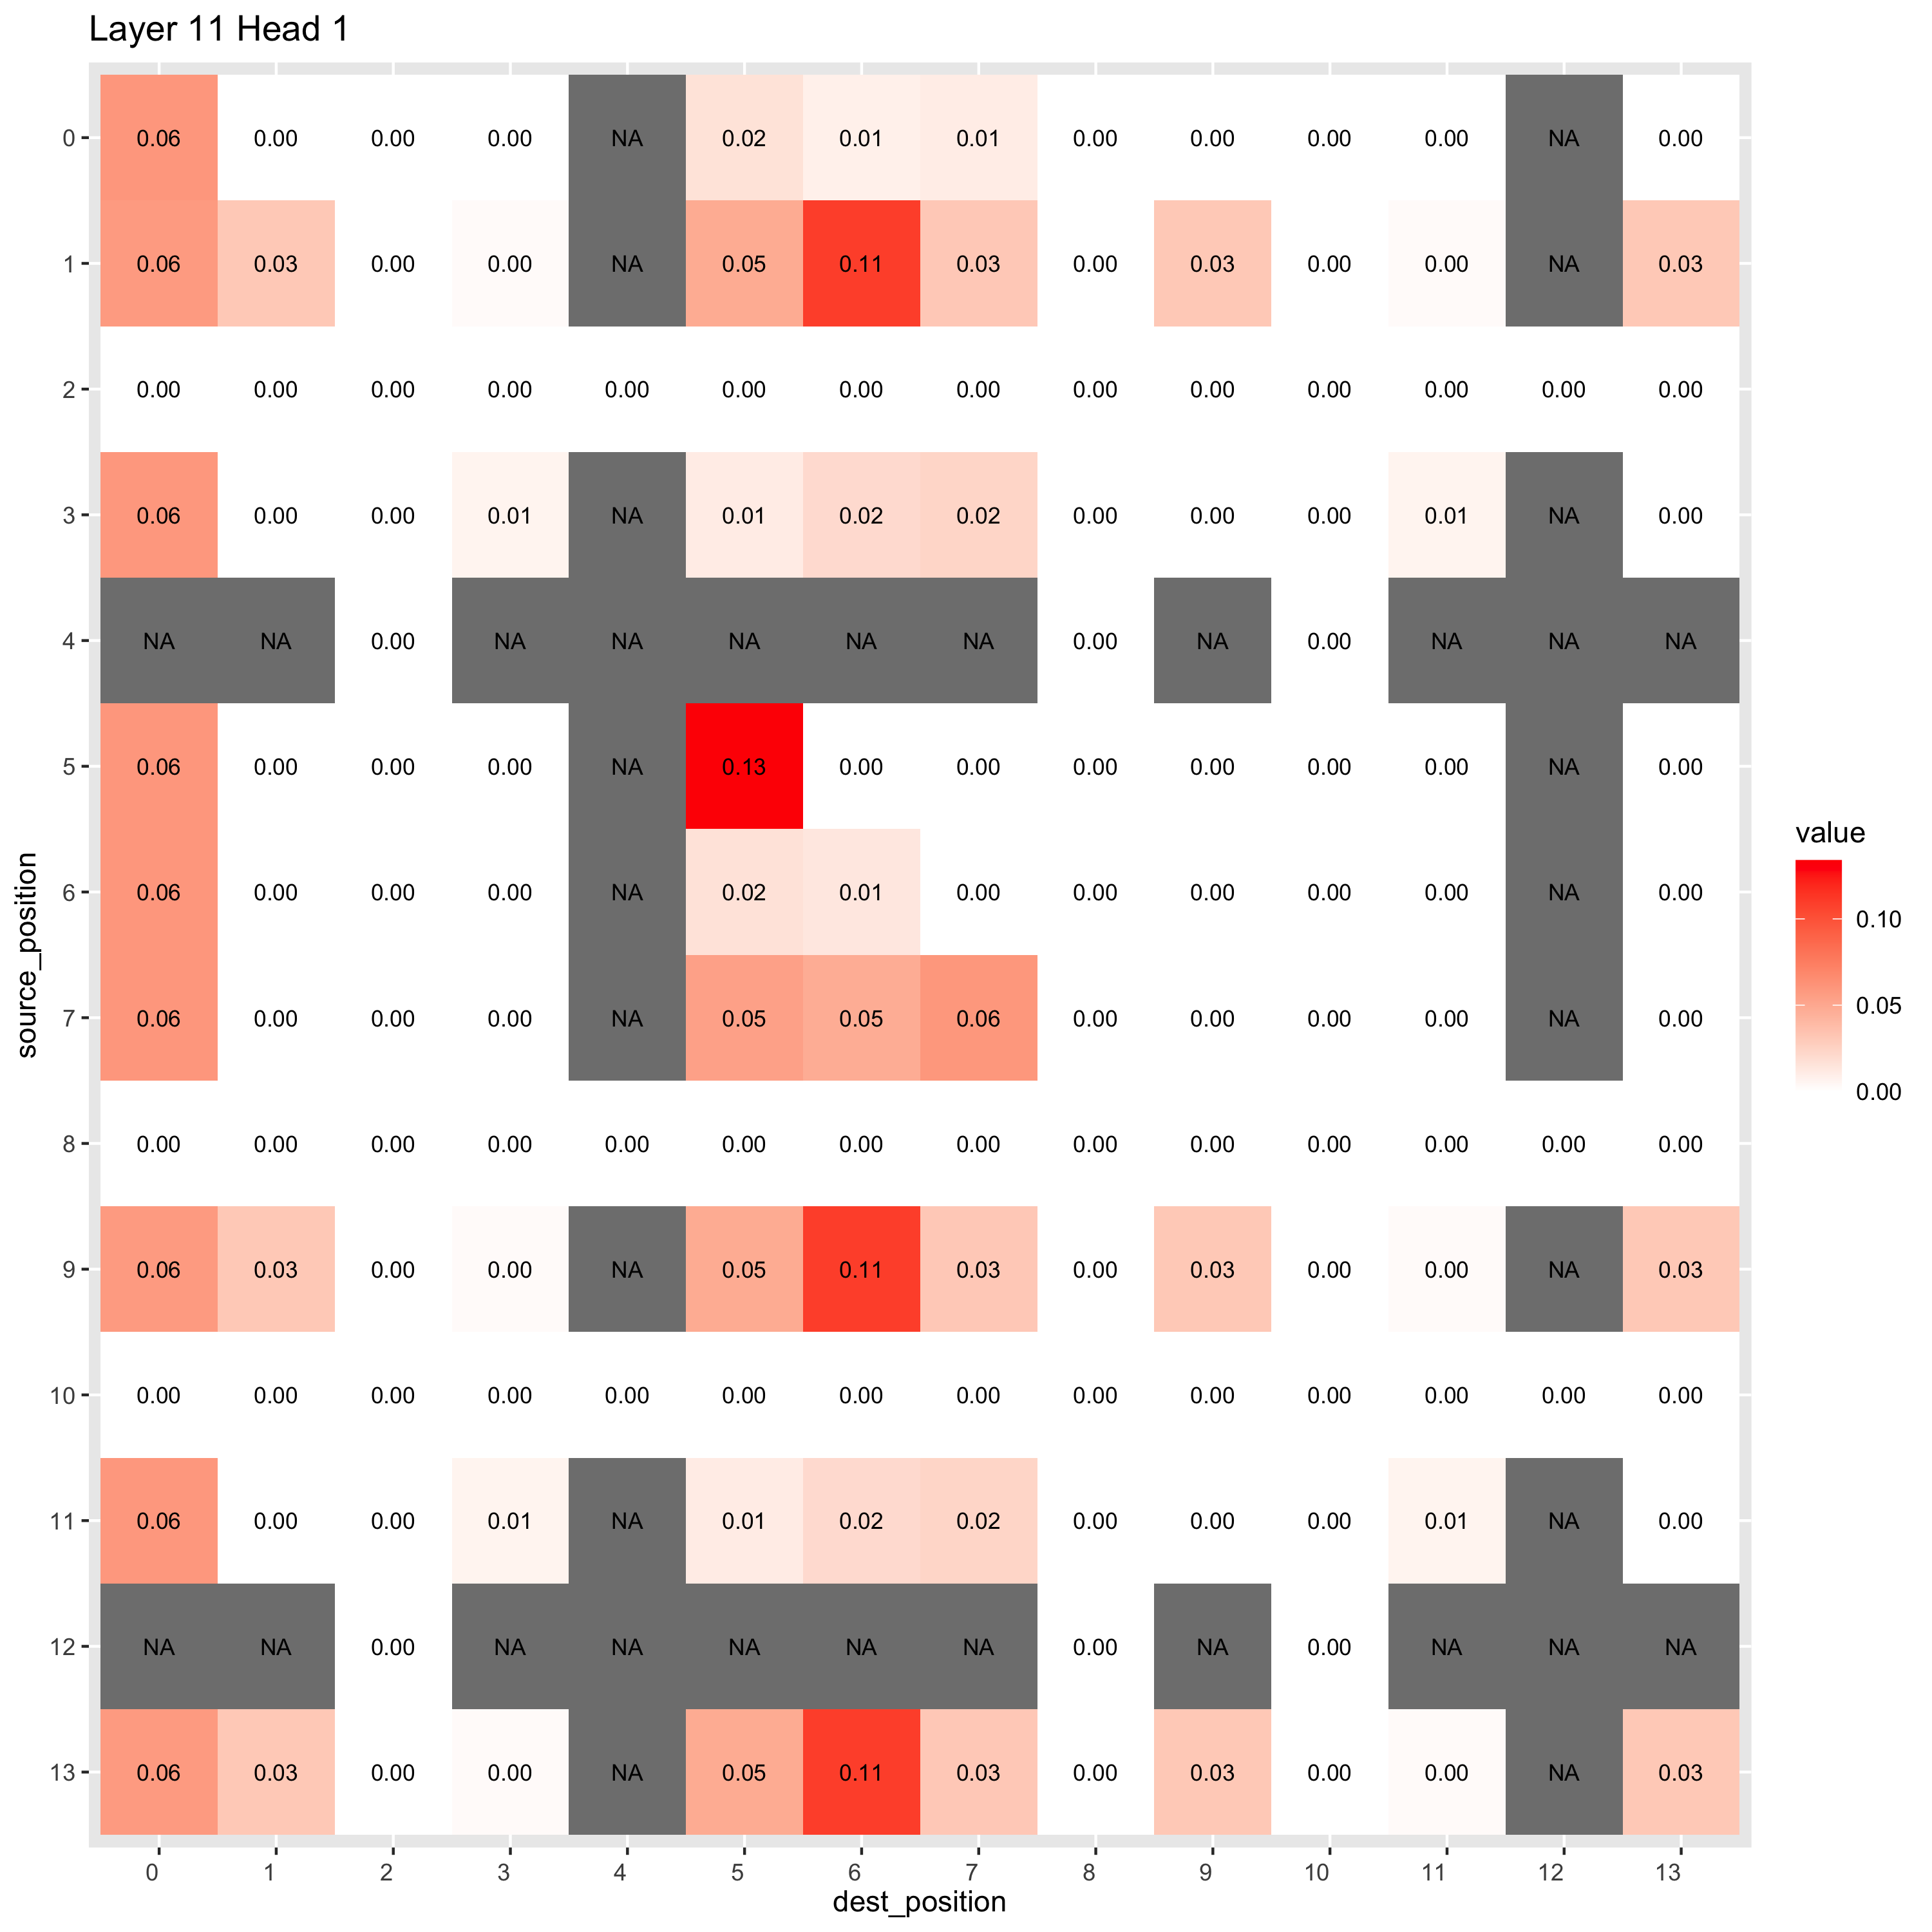 Layer 11 Head 1
0 0.06 0.00 0.00 0.00 NA 0.02 0.01 0.01 0.00 0.00 0.00 0.00 NA 0.00
1 0.06 0.03 0.00 0.00 NA 0.05 0.11 0.03 0.00 0.03 0.00 0.00 NA 0.03
2 0.00 0.00 0.00 0.00 0.00 0.00 0.00 0.00 0.00 0.00 0.00 0.00 0.00 0.00
3 0.06 0.00 0.00 0.01 NA 0.01 0.02 0.02 0.00 0.00 0.00 0.01 NA 0.00
4 NA NA 0.00 NA NA NA NA NA 0.00 NA 0.00 NA NA NA
5 0.06 0.00 0.00 0.00 NA 0.13 0.00 0.00 0.00 0.00 0.00 0.00 NA 0.00
6 0.06 0.00 0.00 0.00 NA 0.02 0.01 0.00 0.00 0.00 0.00 0.00 NA 0.00
7 0.06 0.00 0.00 0.00 NA 0.05 0.05 0.06 0.00 0.00 0.00 0.00 NA 0.00
8 0.00 0.00 0.00 0.00 0.00 0.00 0.00 0.00 0.00 0.00 0.00 0.00 0.00 0.00
9 0.06 0.03 0.00 0.00 NA 0.05 0.11 0.03 0.00 0.03 0.00 0.00 NA 0.03
10 0.00 0.00 0.00 0.00 0.00 0.00 0.00 0.00 0.00 0.00 0.00 0.00 0.00 0.00
11 0.06 0.00 0.00 0.01 NA 0.01 0.02 0.02 0.00 0.00 0.00 0.01 NA 0.00
12 NA NA 0.00 NA NA NA NA NA 0.00 NA 0.00 NA NA NA
13 0.06 0.03 0.00 0.00 NA 0.05 0.11 0.03 0.00 0.03 0.00 0.00 NA 0.03
0 1 2 3 4 5 6 7 8 9 10 11 12 13
dest_position
source_position
value
0.10
0.05
0.00